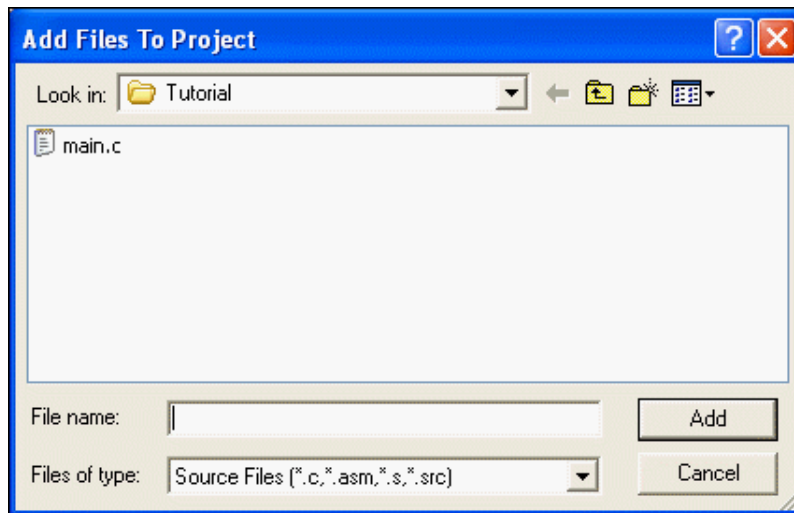 Add Files To Project
Look in: Tutorial
main.c
File name:
Add
Files of type: Source Files (*.c,*.asm,*.s,*.src)
Cancel